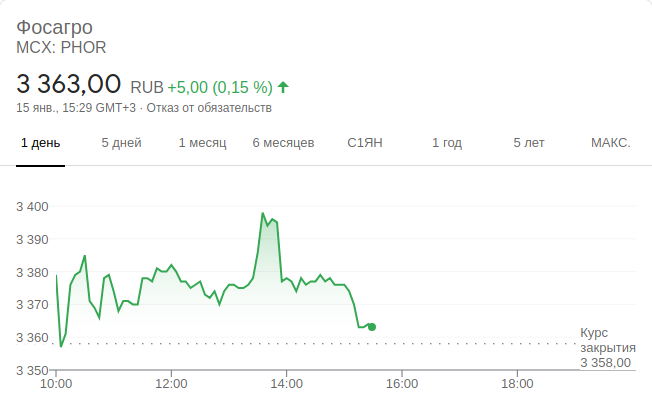 Фосагро
MCX: PHOR
3 363,00 RUB +5,00 (0,15 %)
15 янв., 15:29 GMT+3 · Отказ от обязательств
1 день 5 дней 1 месяц 6 месяцев С1ЯН 1 год 5 лет МАКС.
3 400
3 390
3 380
3 370
3 360
3 350
Курс
закрытия
3 358,00
10:00 12:00 14:00 16:00 18:00